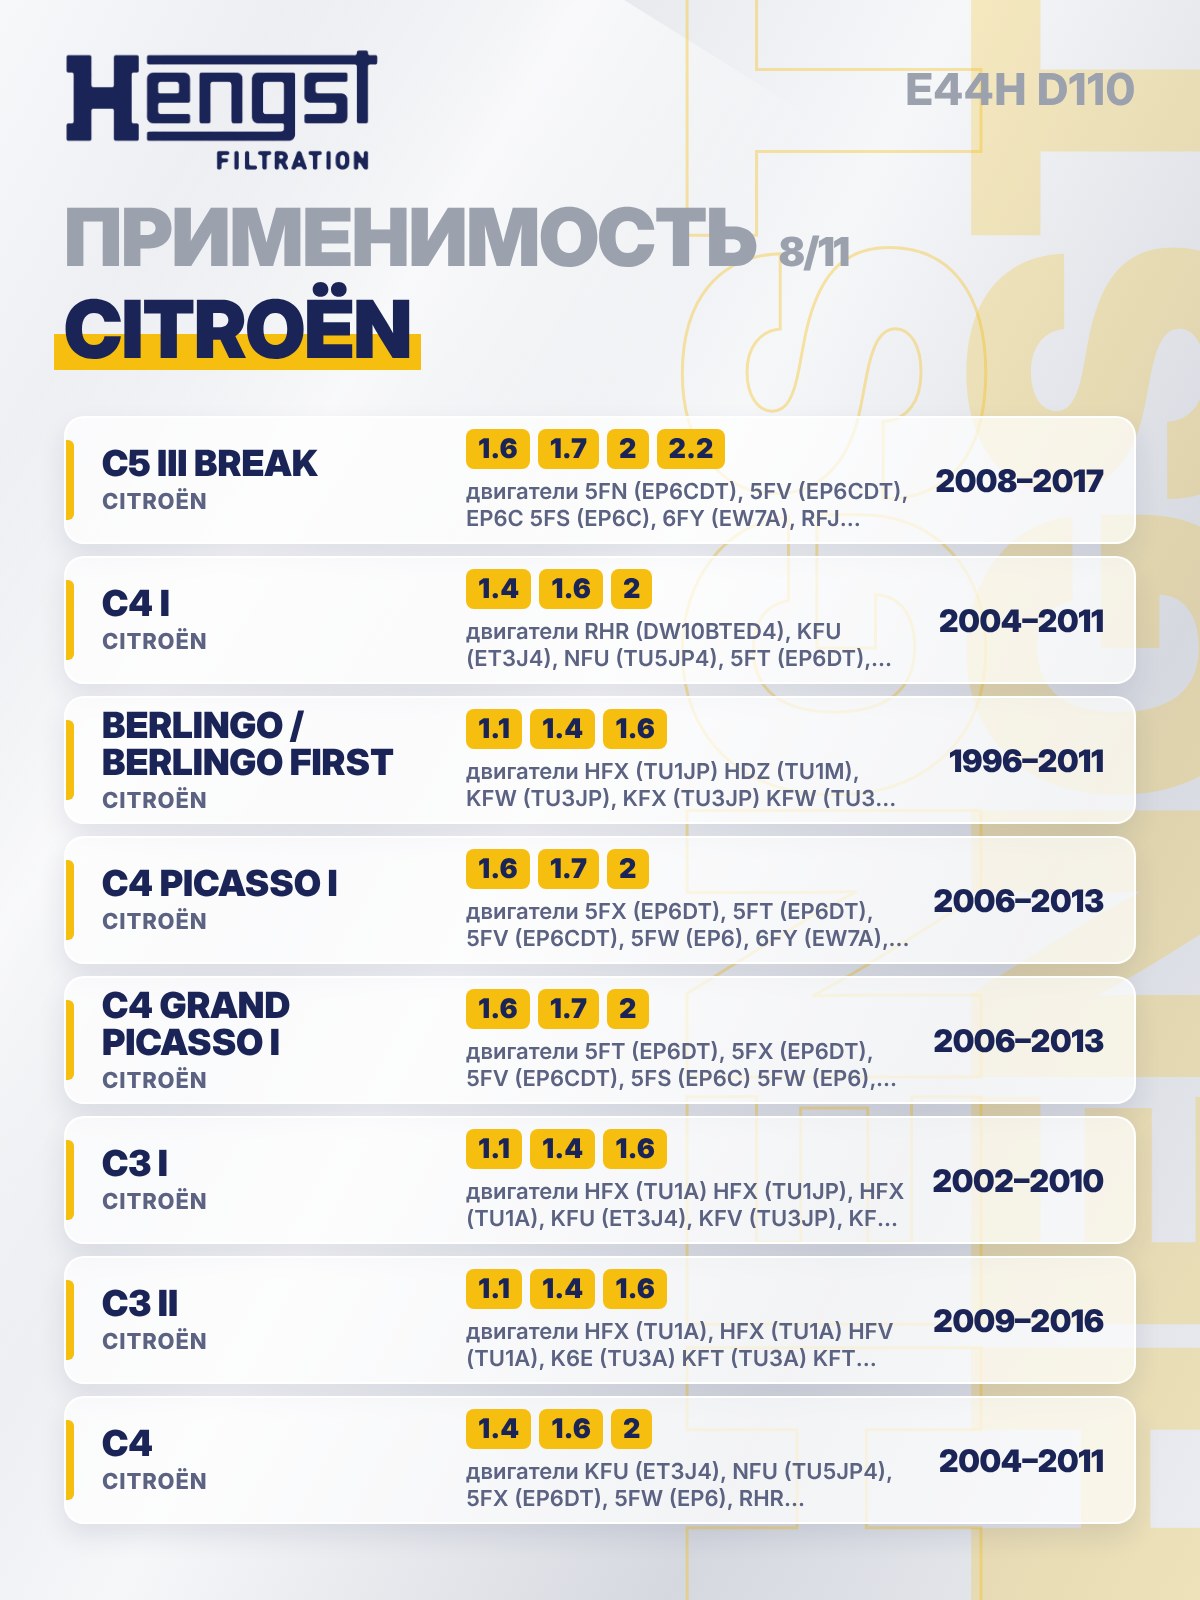 Hengst
FILTRATION
E44H D110
ПРИМЕНИМОСТЬ 8/11
CITROËN
C5 III BREAK
CITROËN
1.6 1.7 2 2.2
двигатели 5FN (EP6CDT), 5FV (EP6CDT),
EP6C 5FS (EP6C), 6FY (EW7A), RFJ...
2008–2017
C4 I
CITROËN
1.4 1.6 2
двигатели RHR (DW10BTED4), KFU
(ET3J4), NFU (TU5JP4), 5FT (EP6DT),...
2004–2011
BERLINGO /
BERLINGO FIRST
CITROËN
1.1 1.4 1.6
двигатели HFX (TU1JP) HDZ (TU1M),
KFW (TU3JP), KFX (TU3JP) KFW (TU3...
1996–2011
C4 PICASSO I
CITROËN
1.6 1.7 2
двигатели 5FX (EP6DT), 5FT (EP6DT),
5FV (EP6CDT), 5FW (EP6), 6FY (EW7A),...
2006–2013
C4 GRAND
PICASSO I
CITROËN
1.6 1.7 2
двигатели 5FT (EP6DT), 5FX (EP6DT),
5FV (EP6CDT), 5FS (EP6C) 5FW (EP6),...
2006–2013
C3 I
CITROËN
1.1 1.4 1.6
двигатели HFX (TU1A) HFX (TU1JP), HFX
(TU1A), KFU (ET3J4), KFV (TU3JP), KF...
2002–2010
C3 II
CITROËN
1.1 1.4 1.6
двигатели HFX (TU1A), HFX (TU1A) HFV
(TU1A), K6E (TU3A) KFT (TU3A) KFT...
2009–2016
C4
CITROËN
1.4 1.6 2
двигатели KFU (ET3J4), NFU (TU5JP4),
5FX (EP6DT), 5FW (EP6), RHR...
2004–2011
HENGST
HENGST